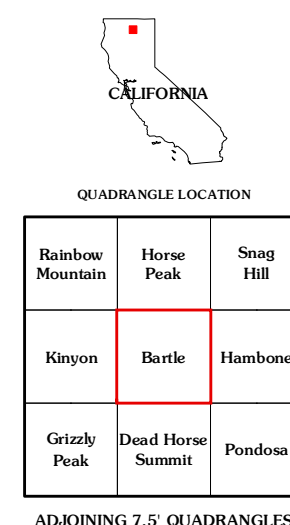 CALIFORNIA
QUADRANGLE LOCATION
Rainbow
Mountain
Horse
Peak
Snag
Hill
Kinyon
Bartle
Hambone
Grizzly
Peak
Dead Horse
Summit
Pondosa
ADJOINING 7.5' QUADRANGLES